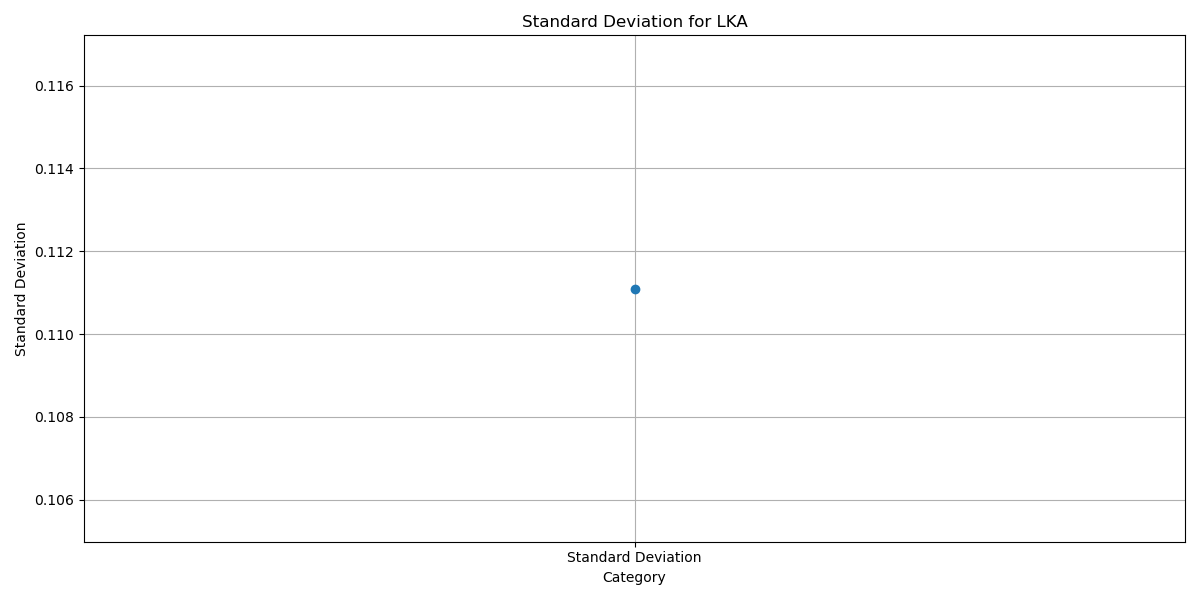 Standard Deviation for LKA
0.116
0.114
0.112
0.110
0.108
0.106
Standard Deviation
Standard Deviation
Category